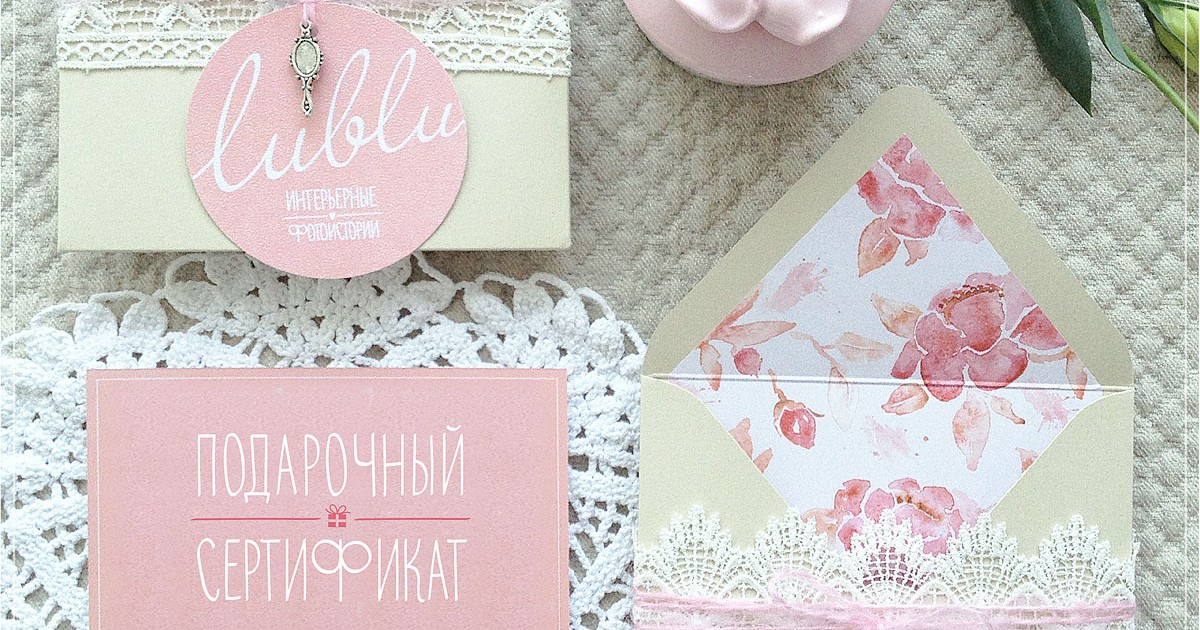 lublu
ИНТЕРЬЕРНЫЕ
ФОТОИСТОРИИ
ПОДАРОЧНЫЙ
СЕРТИФИКАТ